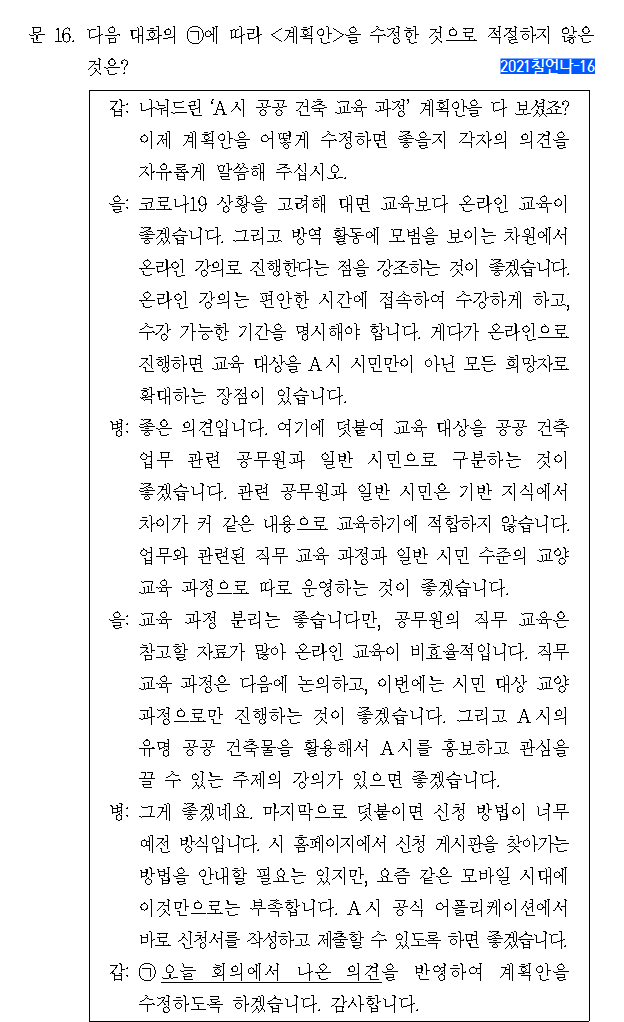 문 16. 다음 대화의 ㉠에 따라 <계획안>을 수정한 것으로 적절하지 않은
것은?
2021칠언나-16
갑: 나눠드린 ‘A시 공공 건축 교육 과정’ 계획안을 다 보셨죠?
이제 계획안을 어떻게 수정하면 좋을지 각자의 의견을
자유롭게 말씀해 주십시오.
을: 코로나19 상황을 고려해 대면 교육보다 온라인 교육이
좋겠습니다. 그리고 방역 활동에 모범을 보이는 차원에서
온라인 강의로 진행한다는 점을 강조하는 것이 좋겠습니다.
온라인 강의는 편안한 시간에 접속하여 수강하게 하고,
수강 가능한 기간을 명시해야 합니다. 게다가 온라인으로
진행하면 교육 대상을 A시 시민만이 아닌 모든 희망자로
확대하는 장점이 있습니다.
병: 좋은 의견입니다. 여기에 덧붙여 교육 대상을 공공 건축
업무 관련 공무원과 일반 시민으로 구분하는 것이
좋겠습니다. 관련 공무원과 일반 시민은 기반 지식에서
차이가 커 같은 내용으로 교육하기에 적합하지 않습니다.
업무와 관련된 직무 교육 과정과 일반 시민 수준의 교양
교육 과정으로 따로 운영하는 것이 좋겠습니다.
을: 교육 과정 분리는 좋습니다만, 공무원의 직무 교육은
참고할 자료가 많아 온라인 교육이 비효율적입니다. 직무
교육 과정은 다음에 논의하고, 이번에는 시민 대상 교양
과정으로만 진행하는 것이 좋겠습니다. 그리고 A시의
유명 공공 건축물을 활용해서 A시를 홍보하고 관심을
끌 수 있는 주제의 강의가 있으면 좋겠습니다.
병: 그게 좋겠네요. 마지막으로 덧붙이면 신청 방법이 너무
예전 방식입니다. 시 홈페이지에서 신청 게시판을 찾아가는
방법을 안내할 필요는 있지만, 요즘 같은 모바일 시대에
이것만으로는 부족합니다. A시 공식 어플리케이션에서
바로 신청서를 작성하고 제출할 수 있도록 하면 좋겠습니다.
갑: ㉠ 오늘 회의에서 나온 의견을 반영하여 계획안을
수정하도록 하겠습니다. 감사합니다.